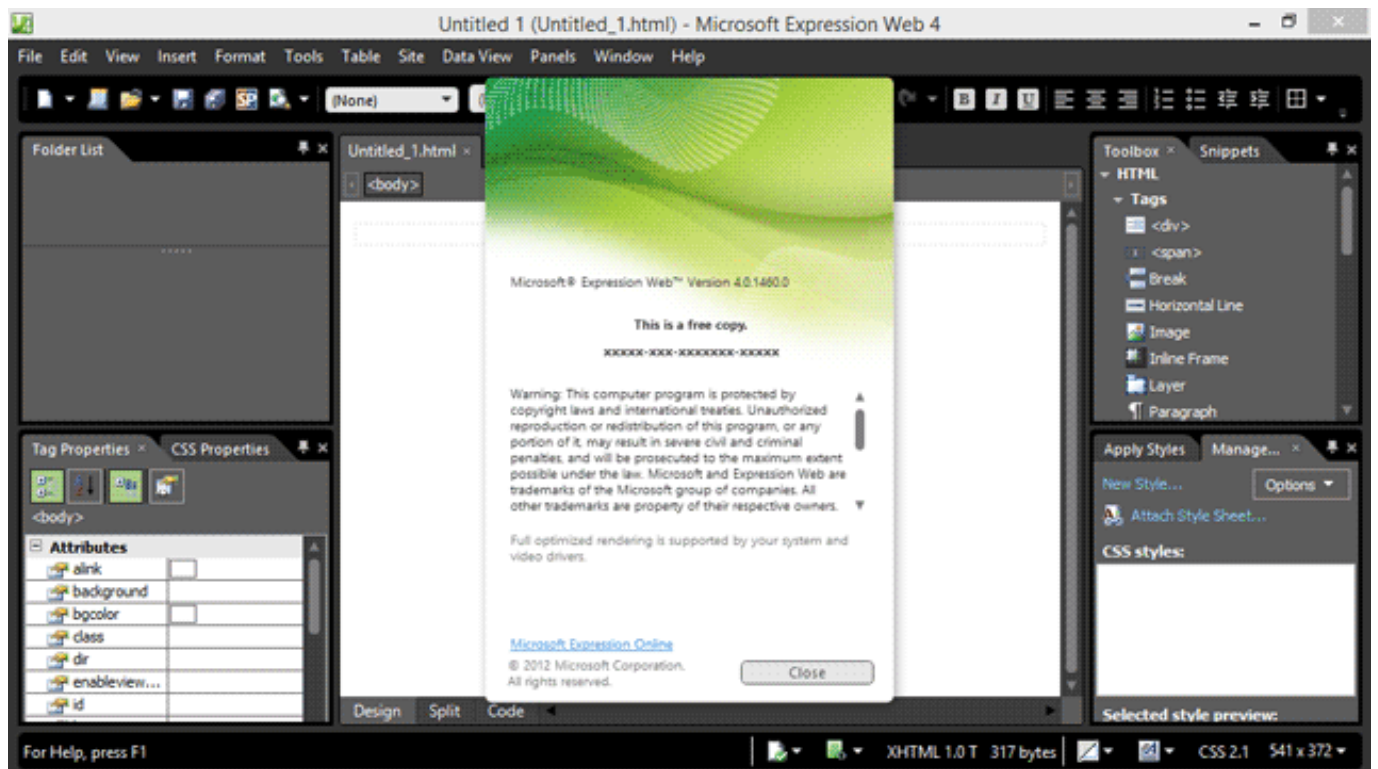 Untitled 1 (Untitled_1.html) - Microsoft Expression Web 4
File Edit View Insert Format Tools Table Site Data View Panels Window Help
SP (None) B I U
Folder List
Untitled_1.html ×
<body>
Toolbox × Snippets
HTML
Tags
<div>
<span>
Break
Horizontal Line
Image
Inline Frame
Layer
Paragraph
Microsoft® Expression Web™ Version 4.0.1460.0
This is a free copy.
xxxxx-xxx-xxxxxxx-xxxxx
Warning: This computer program is protected by
copyright laws and international treaties. Unauthorized
reproduction or redistribution of this program, or any
portion of it, may result in severe civil and criminal
penalties, and will be prosecuted to the maximum extent
possible under the law. Microsoft and Expression Web are
trademarks of the Microsoft group of companies. All
other trademarks are property of their respective owners.
Full optimized rendering is supported by your system and
video drivers.
Microsoft Expression Online
© 2012 Microsoft Corporation.
All rights reserved.
Close
Tag Properties × CSS Properties
<body>
Attributes
alink
background
bgcolor
class
dir
enableview...
id
Apply Styles Manage... ×
New Style... Options
Attach Style Sheet...
CSS styles:
Selected style preview:
Design Split Code
For Help, press F1
XHTML 1.0 T 317 bytes CSS 2.1 541 x 372